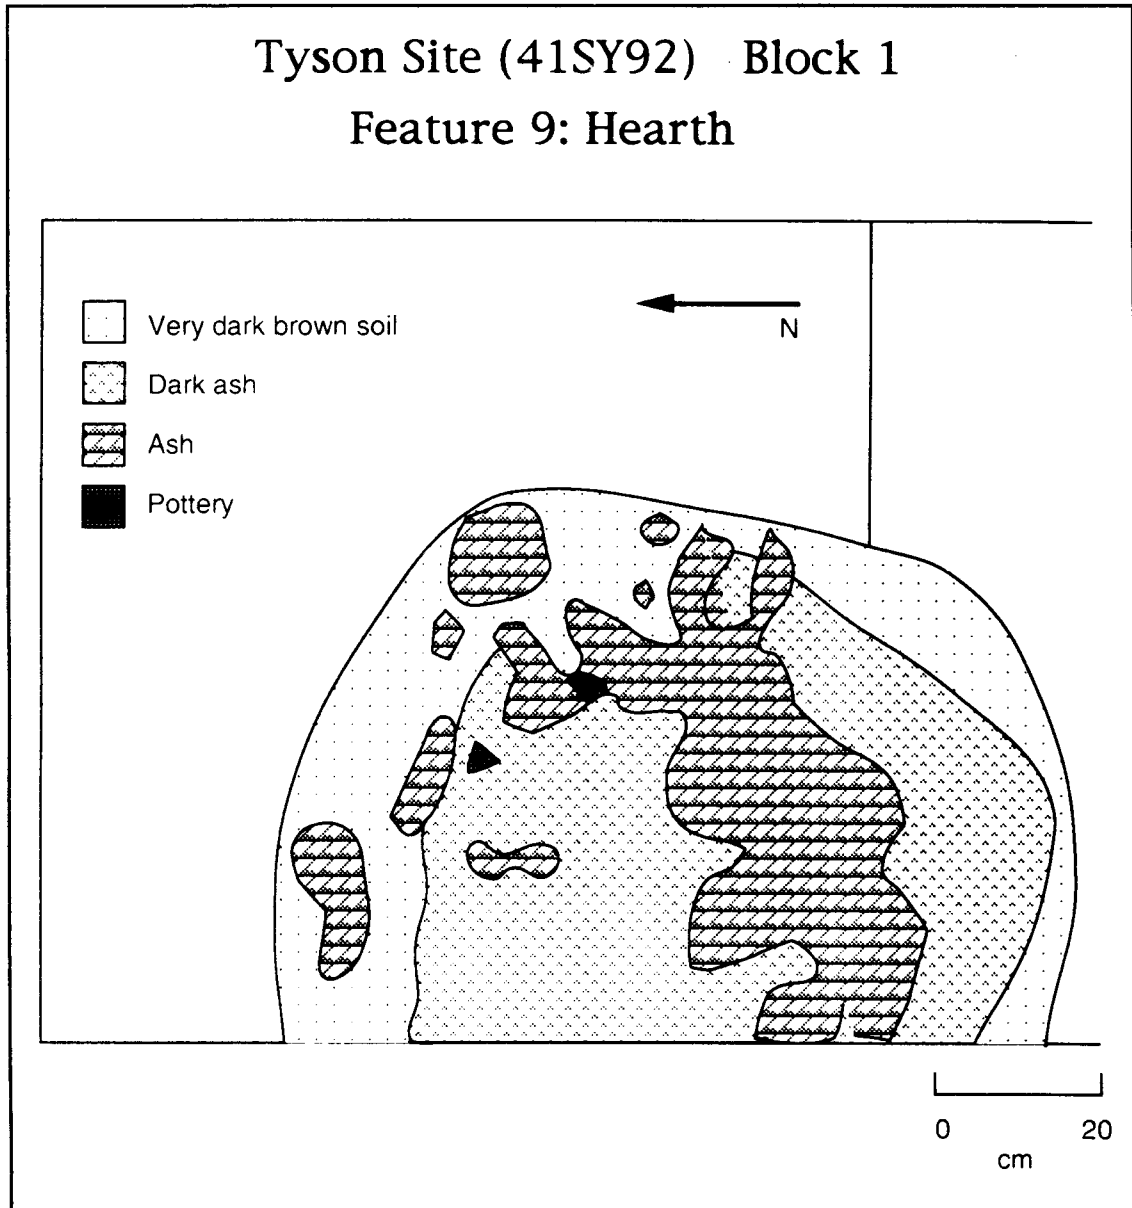 Tyson Site (41SY92) Block 1
Feature 9: Hearth
N
Very dark brown soil
Dark ash
Ash
Pottery
0 20
cm